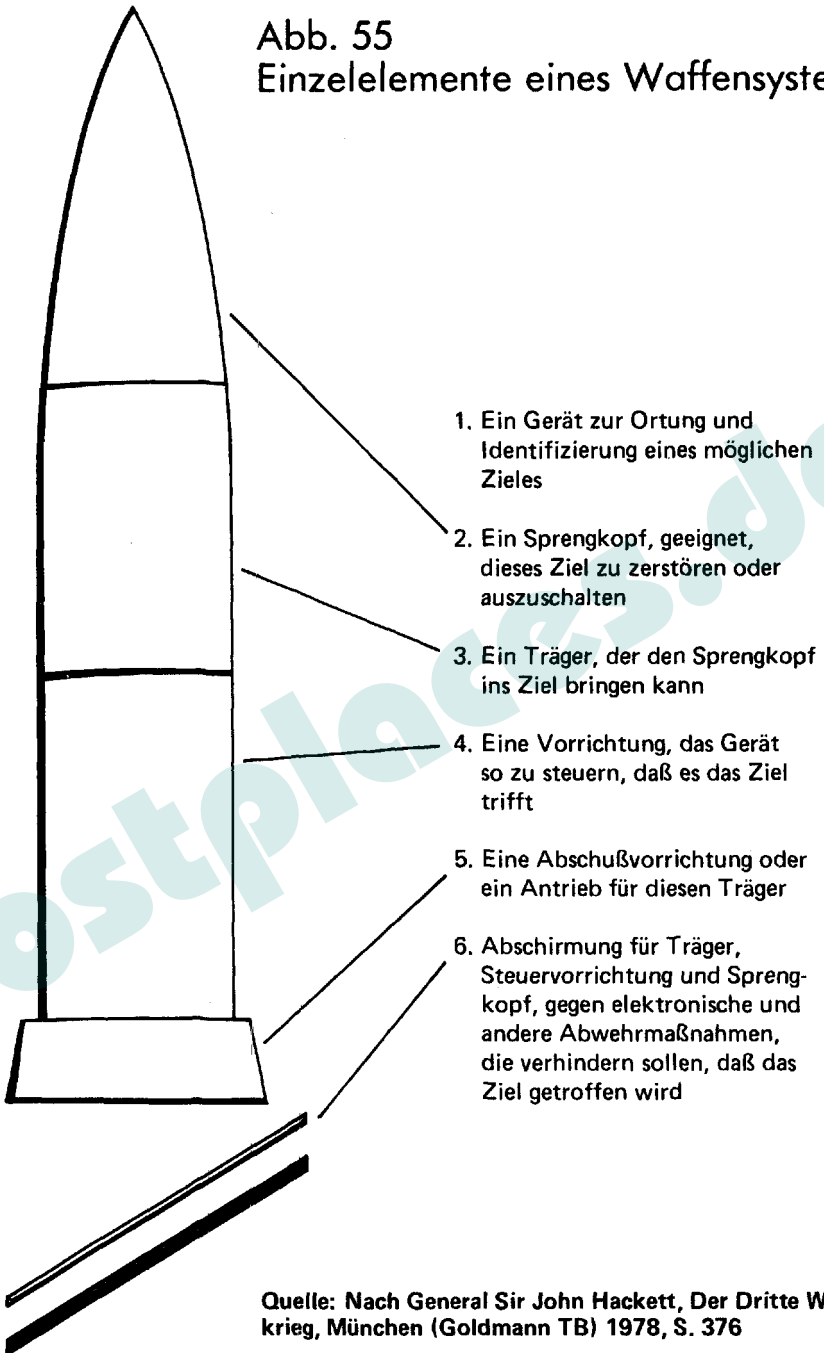 Abb. 55
Einzelelemente eines Waffensyste
1. Ein Gerät zur Ortung und
Identifizierung eines möglichen
Zieles
2. Ein Sprengkopf, geeignet,
dieses Ziel zu zerstören oder
auszuschalten
3. Ein Träger, der den Sprengkopf
ins Ziel bringen kann
4. Eine Vorrichtung, das Gerät
so zu steuern, daß es das Ziel
trifft
5. Eine Abschußvorrichtung oder
ein Antrieb für diesen Träger
6. Abschirmung für Träger,
Steuervorrichtung und Spreng-
kopf, gegen elektronische und
andere Abwehrmaßnahmen,
die verhindern sollen, daß das
Ziel getroffen wird
ostplaces.de
Quelle: Nach General Sir John Hackett, Der Dritte W
krieg, München (Goldmann TB) 1978, S. 376